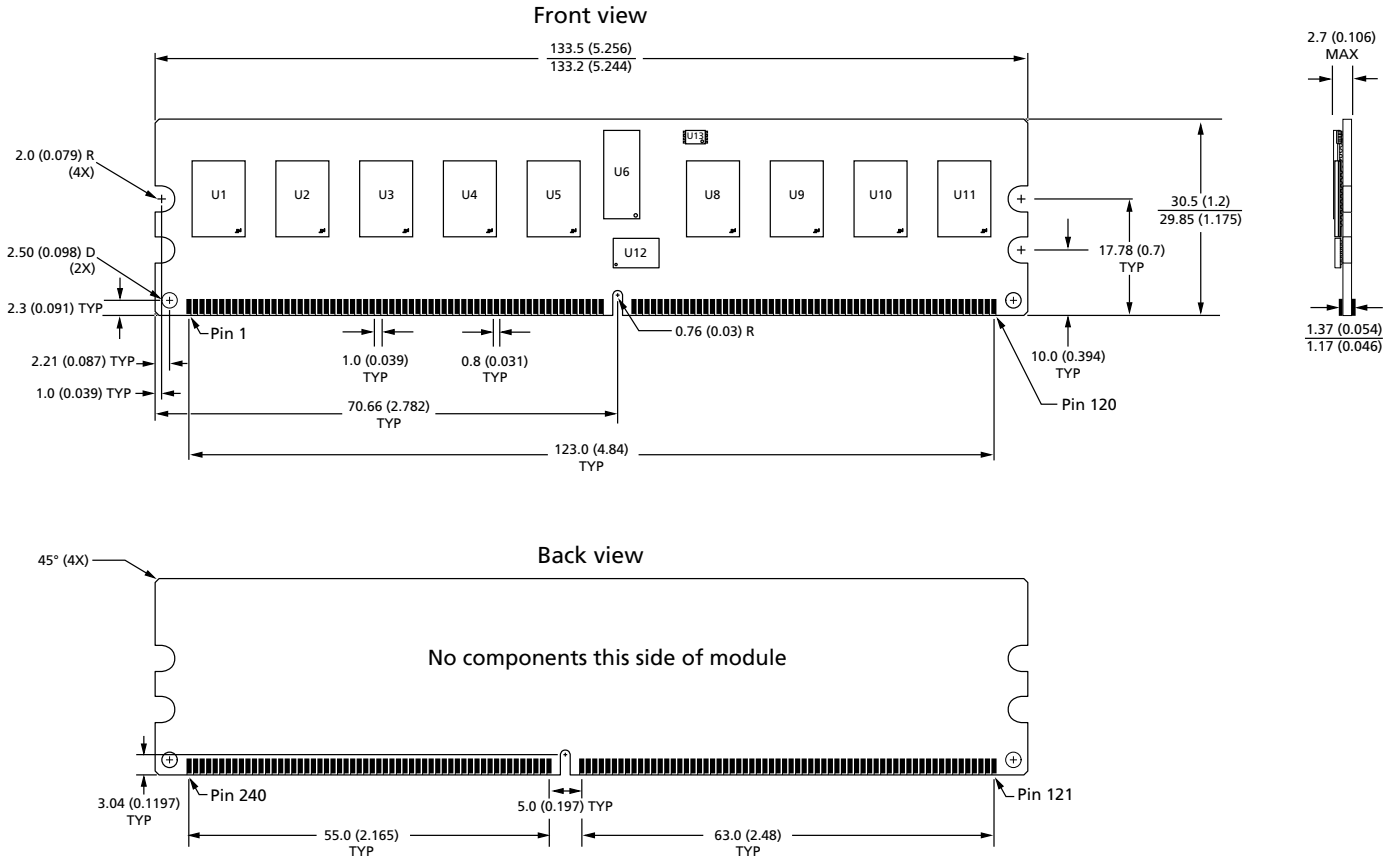 Front view
133.5 (5.256)
133.2 (5.244)
2.7 (0.106)
MAX
U13
2.0 (0.079) R
(4X)
U1
U2
U3
U4
U5
U6
U8
U9
U10
U11
30.5 (1.2)
29.85 (1.175)
U12
2.50 (0.098) D
(2X)
17.78 (0.7)
TYP
2.3 (0.091) TYP
Pin 1
0.76 (0.03) R
1.37 (0.054)
1.17 (0.046)
2.21 (0.087) TYP
1.0 (0.039)
TYP
0.8 (0.031)
TYP
10.0 (0.394)
TYP
1.0 (0.039) TYP
70.66 (2.782)
TYP
Pin 120
123.0 (4.84)
TYP
Back view
45° (4X)
No components this side of module
3.04 (0.1197)
TYP
Pin 240
5.0 (0.197) TYP
Pin 121
55.0 (2.165)
TYP
63.0 (2.48)
TYP